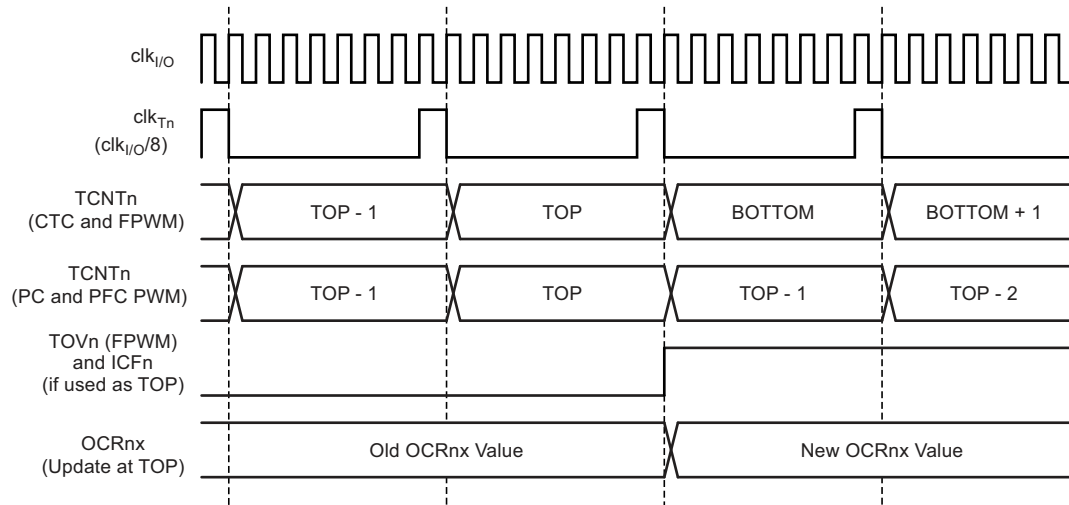 clkI/O
clkTn
(clkI/O/8)
TCNTn
(CTC and FPWM)
TOP - 1
TOP
BOTTOM
BOTTOM + 1
TCNTn
(PC and PFC PWM)
TOP - 1
TOP
TOP - 1
TOP - 2
TOVn (FPWM)
and ICFn
(if used as TOP)
OCRnx
(Update at TOP)
Old OCRnx Value
New OCRnx Value